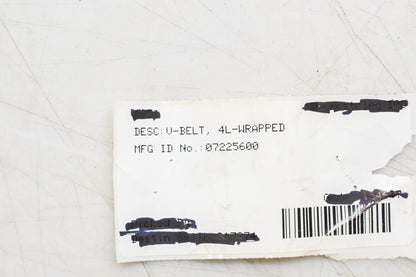 DESC:V-BELT, 4L-WRAPPED
MFG ID No.:07225600